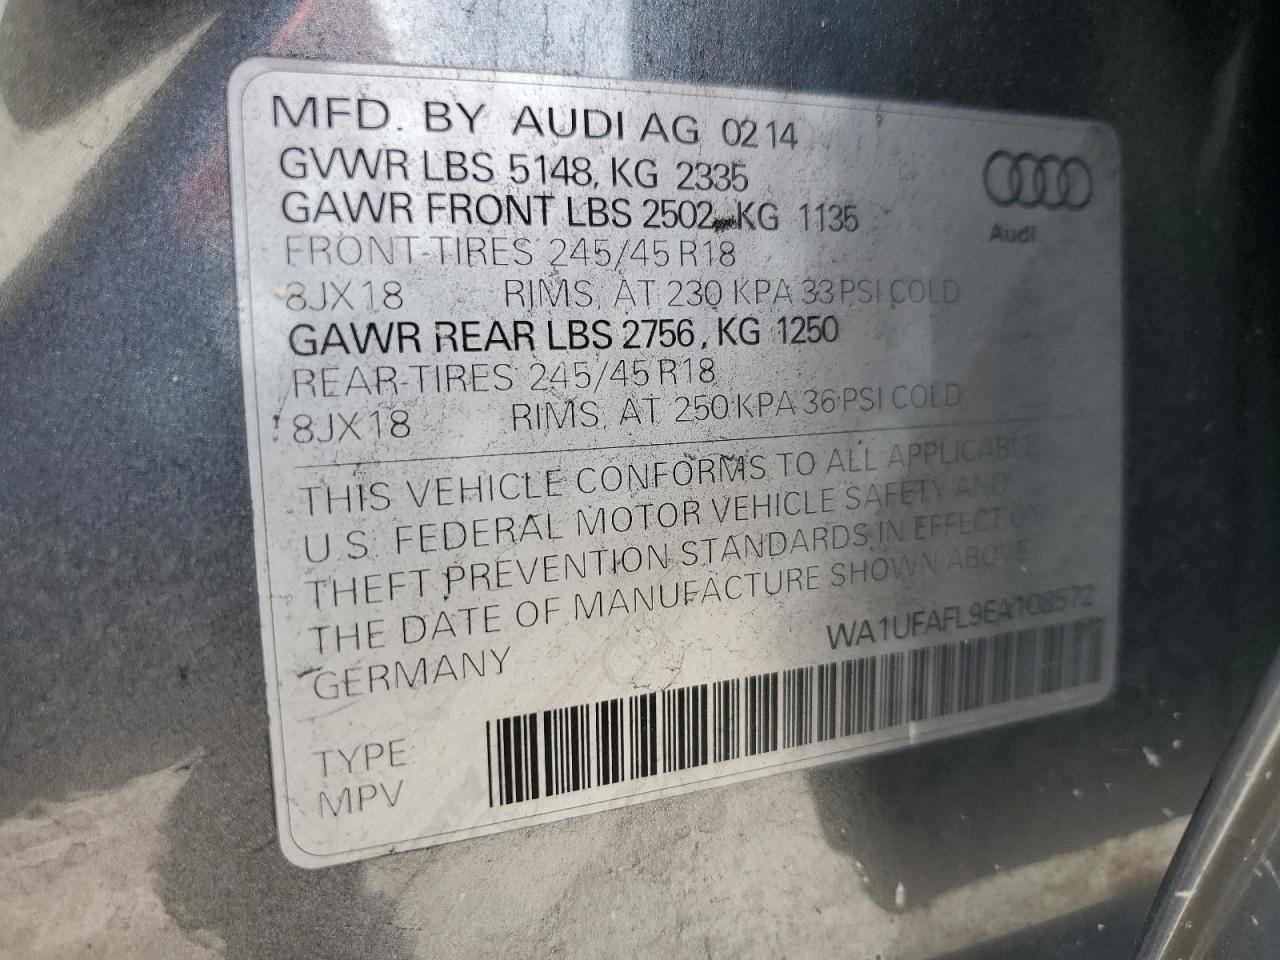 MFD. BY AUDI AG 02 14
GVWR LBS 5148, KG 2335
GAWR FRONT LBS 2502, KG 1135
FRONT-TIRES 245/45 R18
8JX18 RIMS, AT 230 KPA 33 PSI COLD
GAWR REAR LBS 2756, KG 1250
REAR-TIRES 245/45 R18
8JX18 RIMS, AT 250 KPA 36 PSI COLD
THIS VEHICLE CONFORMS TO ALL APPLICABLE
U.S. FEDERAL MOTOR VEHICLE SAFETY AND
THEFT PREVENTION STANDARDS IN EFFECT ON
THE DATE OF MANUFACTURE SHOWN ABOVE
GERMANY
WA1UFAFL9EA108572
TYPE:
MPV
Audi